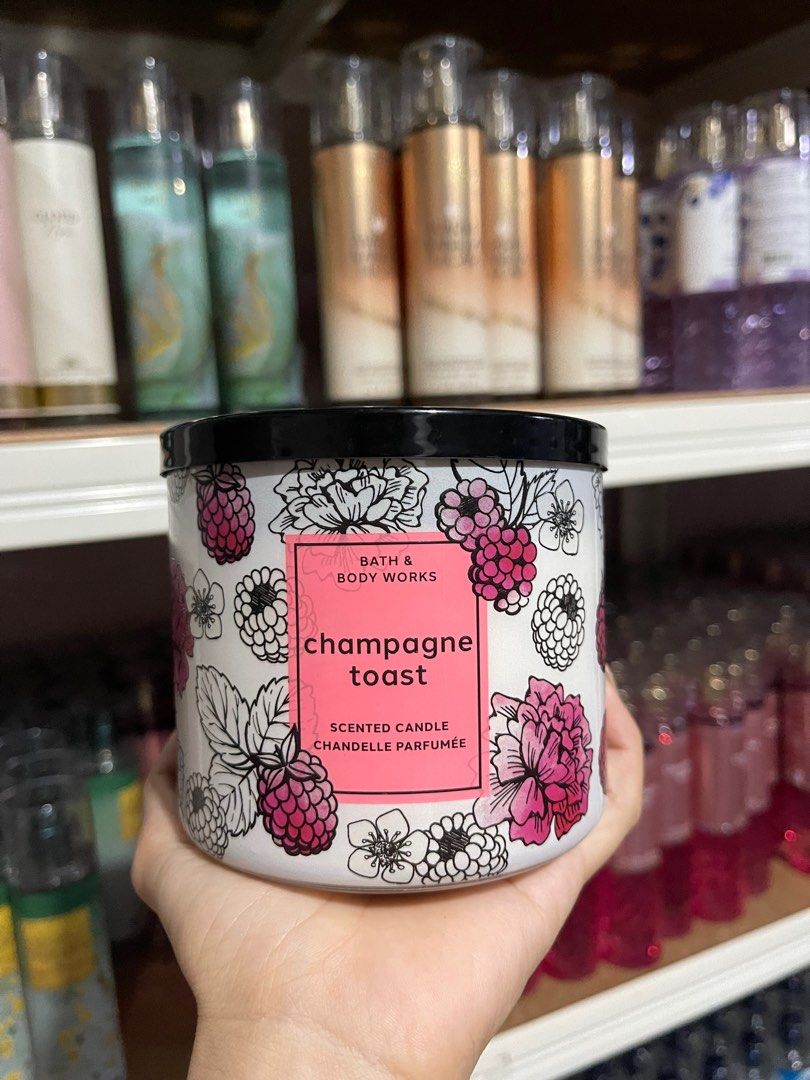 BATH &
BODY WORKS
champagne
toast
SCENTED CANDLE
CHANDELLE PARFUMÉE